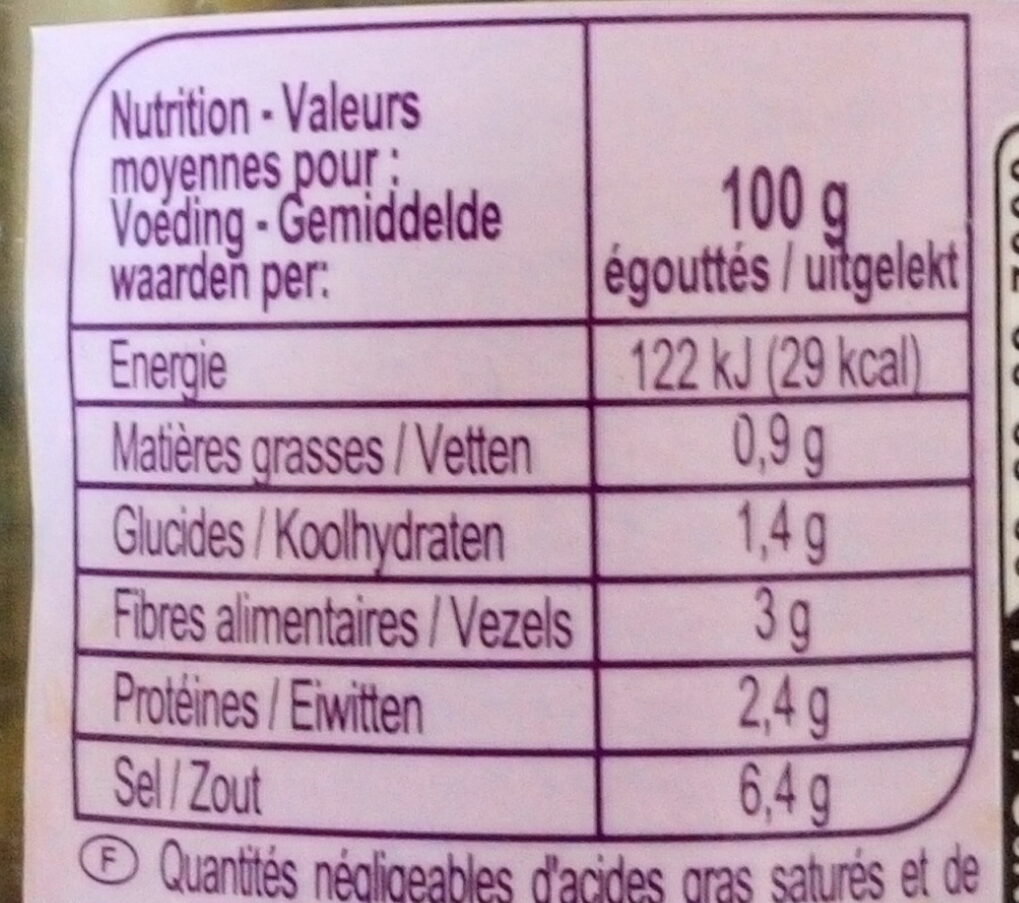 Nutrition - Valeurs
moyennes pour :
Voeding - Gemiddelde
waarden per:
100 g
égouttés / uitgelekt
Energie 122 kJ (29 kcal)
Matières grasses / Vetten 0,9 g
Glucides / Koolhydraten 1,4 g
Fibres alimentaires / Vezels 3 g
Protéines / Eiwitten 2,4 g
Sel / Zout 6,4 g
F Quantités négligeables d'acides gras saturés et de